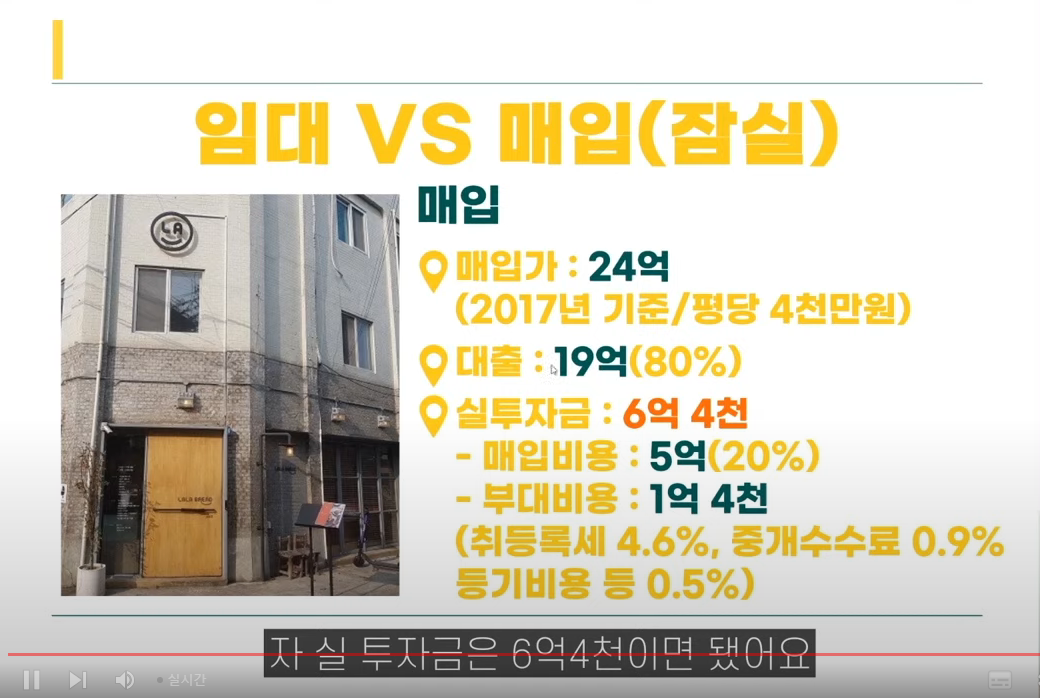 임대 VS 매입(잠실)
LA
LALA BREAD
매입
매입가 : 24억
(2017년 기준/평당 4천만원)
대출 : 19억(80%)
실투자금 : 6억 4천
- 매입비용 : 5억(20%)
- 부대비용 : 1억 4천
(취등록세 4.6%, 중개수수료 0.9%
등기비용 등 0.5%)
자 실 투자금은 6억4천이면 됐어요
실시간